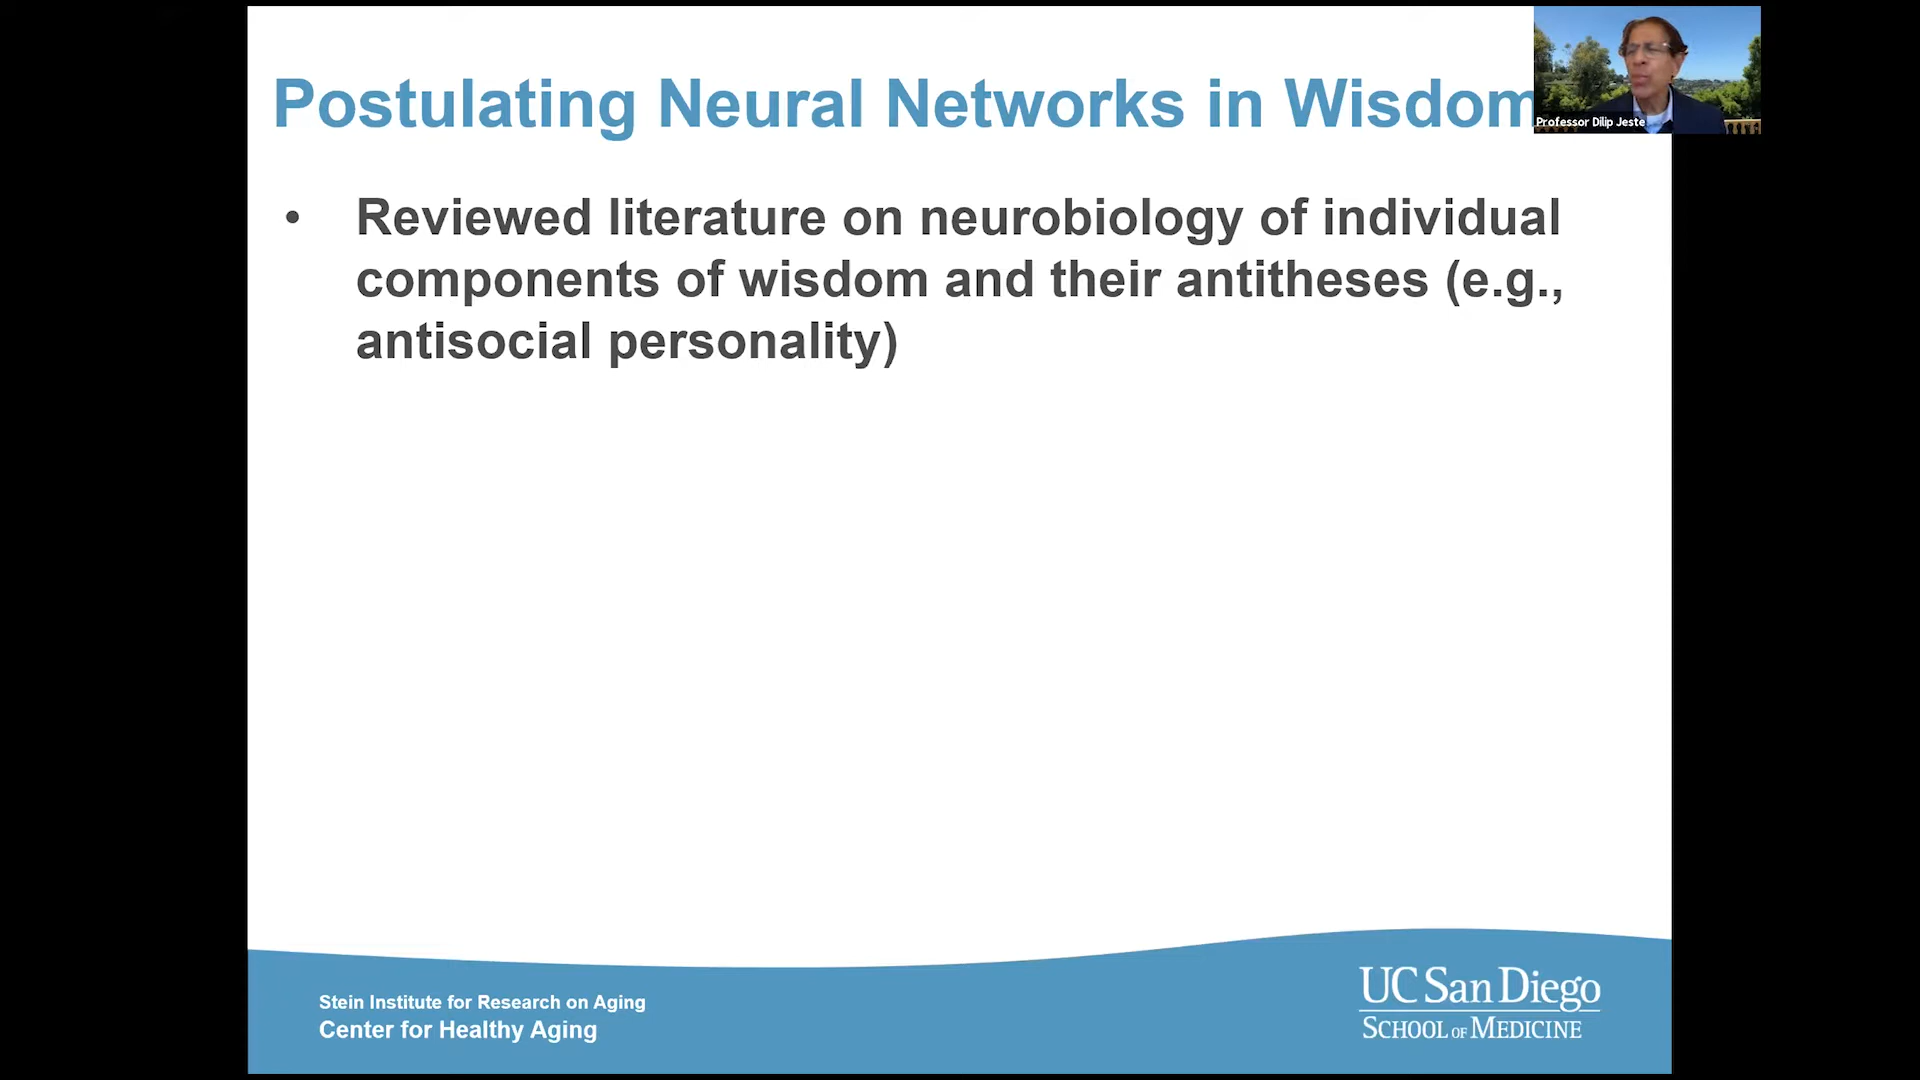 Postulating Neural Networks in Wisdom
Professor Dilip Jeste
• Reviewed literature on neurobiology of individual
components of wisdom and their antitheses (e.g.,
antisocial personality)
Stein Institute for Research on Aging
Center for Healthy Aging
UC San Diego
SCHOOL OF MEDICINE